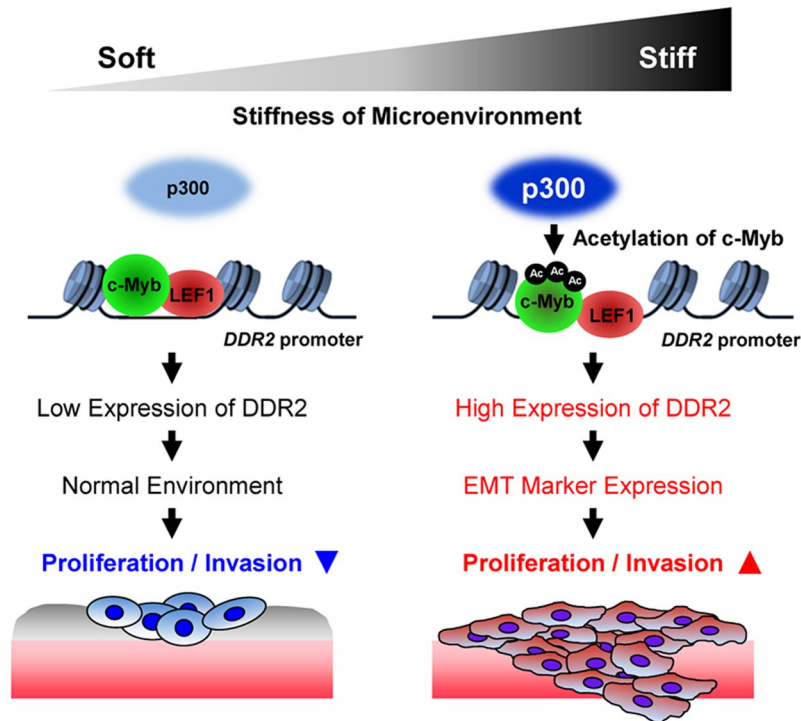 Soft
Stiff
Stiffness of Microenvironment
p300
c-Myb
LEF1
DDR2 promoter
Low Expression of DDR2
Normal Environment
Proliferation / Invasion ▼
p300
Acetylation of c-Myb
Ac
Ac
Ac
c-Myb
LEF1
DDR2 promoter
High Expression of DDR2
EMT Marker Expression
Proliferation / Invasion ▲